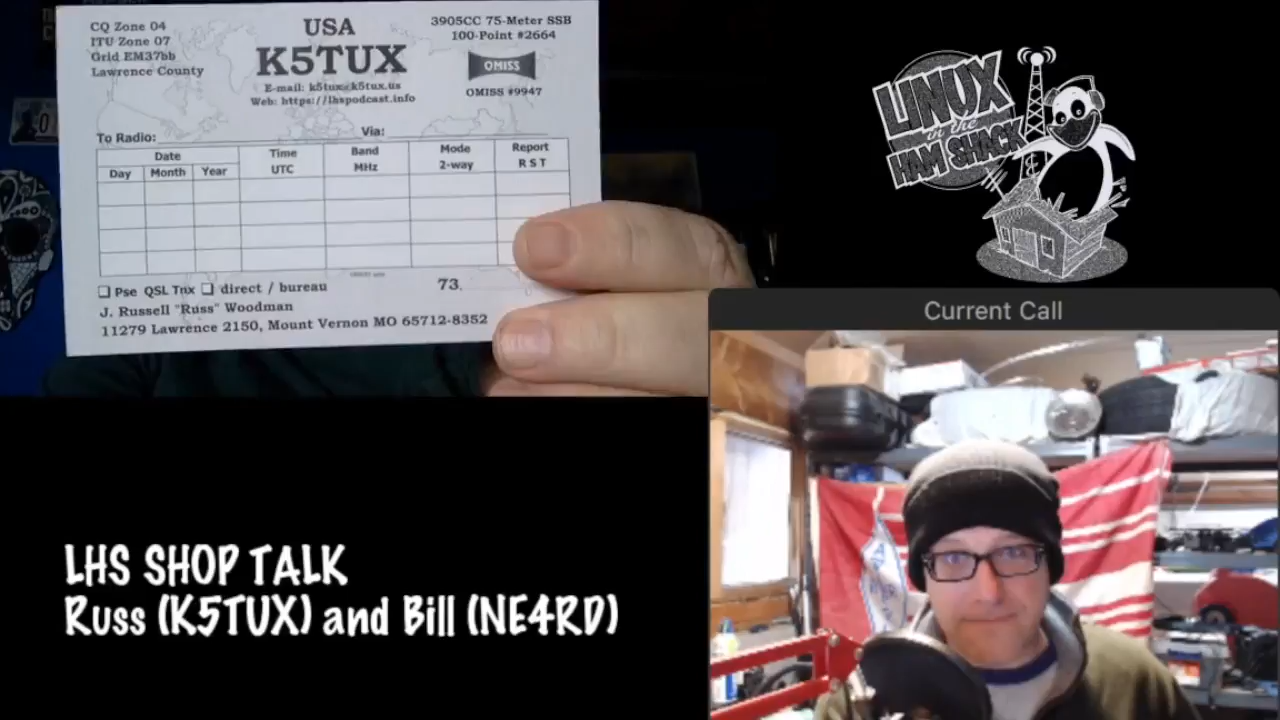 CQ Zone 04
ITU Zone 07
Grid EM37bb
Lawrence County
USA
K5TUX
E-mail: k5tux@k5tux.us
Web: https://lhspodcast.info
3905CC 75-Meter SSB
100-Point #2664
OMISS
OMISS #9947
To Radio: Via:
Date Time Band Mode Report
Day Month Year UTC MHz 2-way R S T
Pse QSL Tnx direct / bureau 73,
J. Russell "Russ" Woodman
11279 Lawrence 2150, Mount Vernon MO 65712-8352
LINUX
in the
HAM SHACK
Current Call
LHS SHOP TALK
Russ (K5TUX) and Bill (NE4RD)